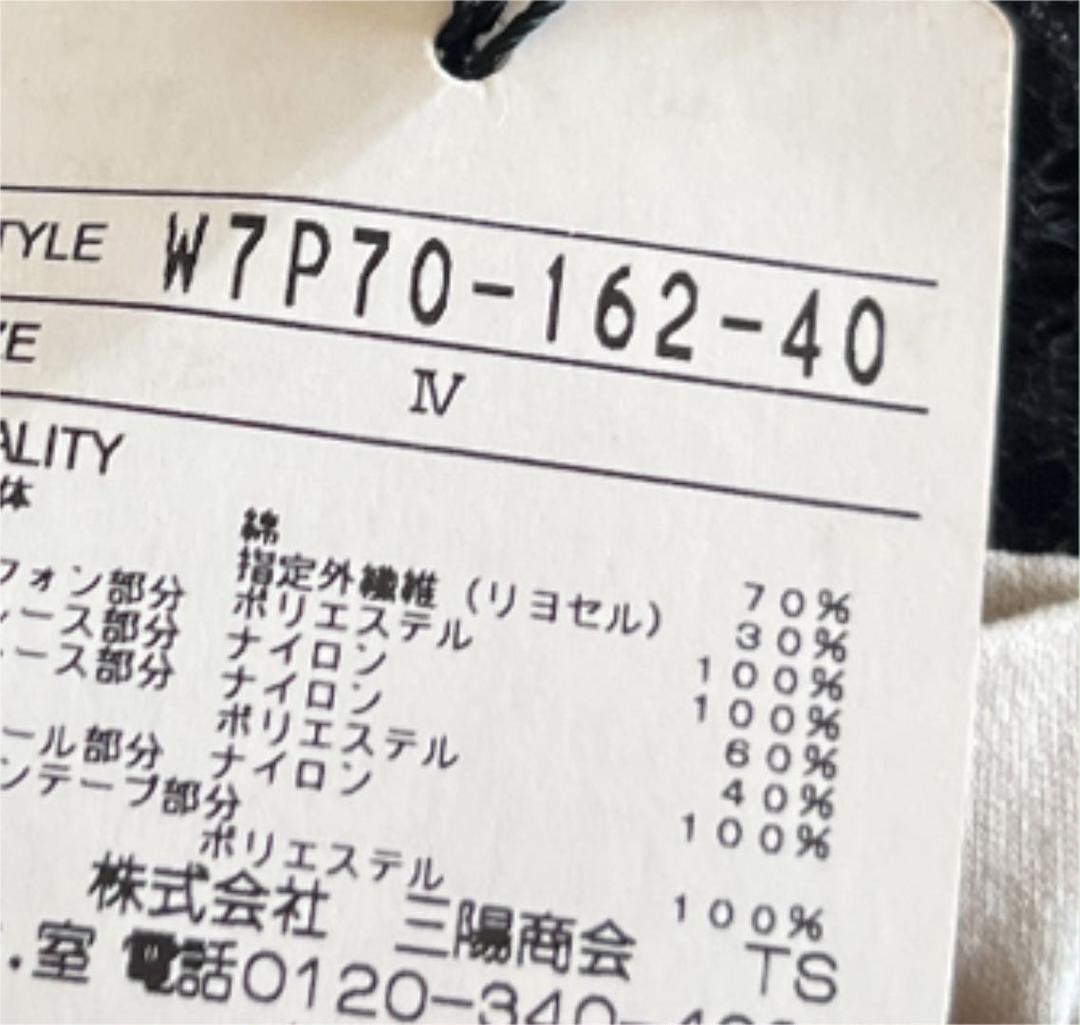 TYLE W7P70-162-40
ZE IV
ALITY
体 綿 70%
指定外繊維(リヨセル) 30%
フォン部分 ポリエステル 100%
ース部分 ナイロン 100%
ース部分 ナイロン 60%
ポリエステル 40%
ール部分 ナイロン 100%
ンテープ部分
ポリエステル 100%
株式会社 三陽商会 TS
室 ☎電話0120-340-4